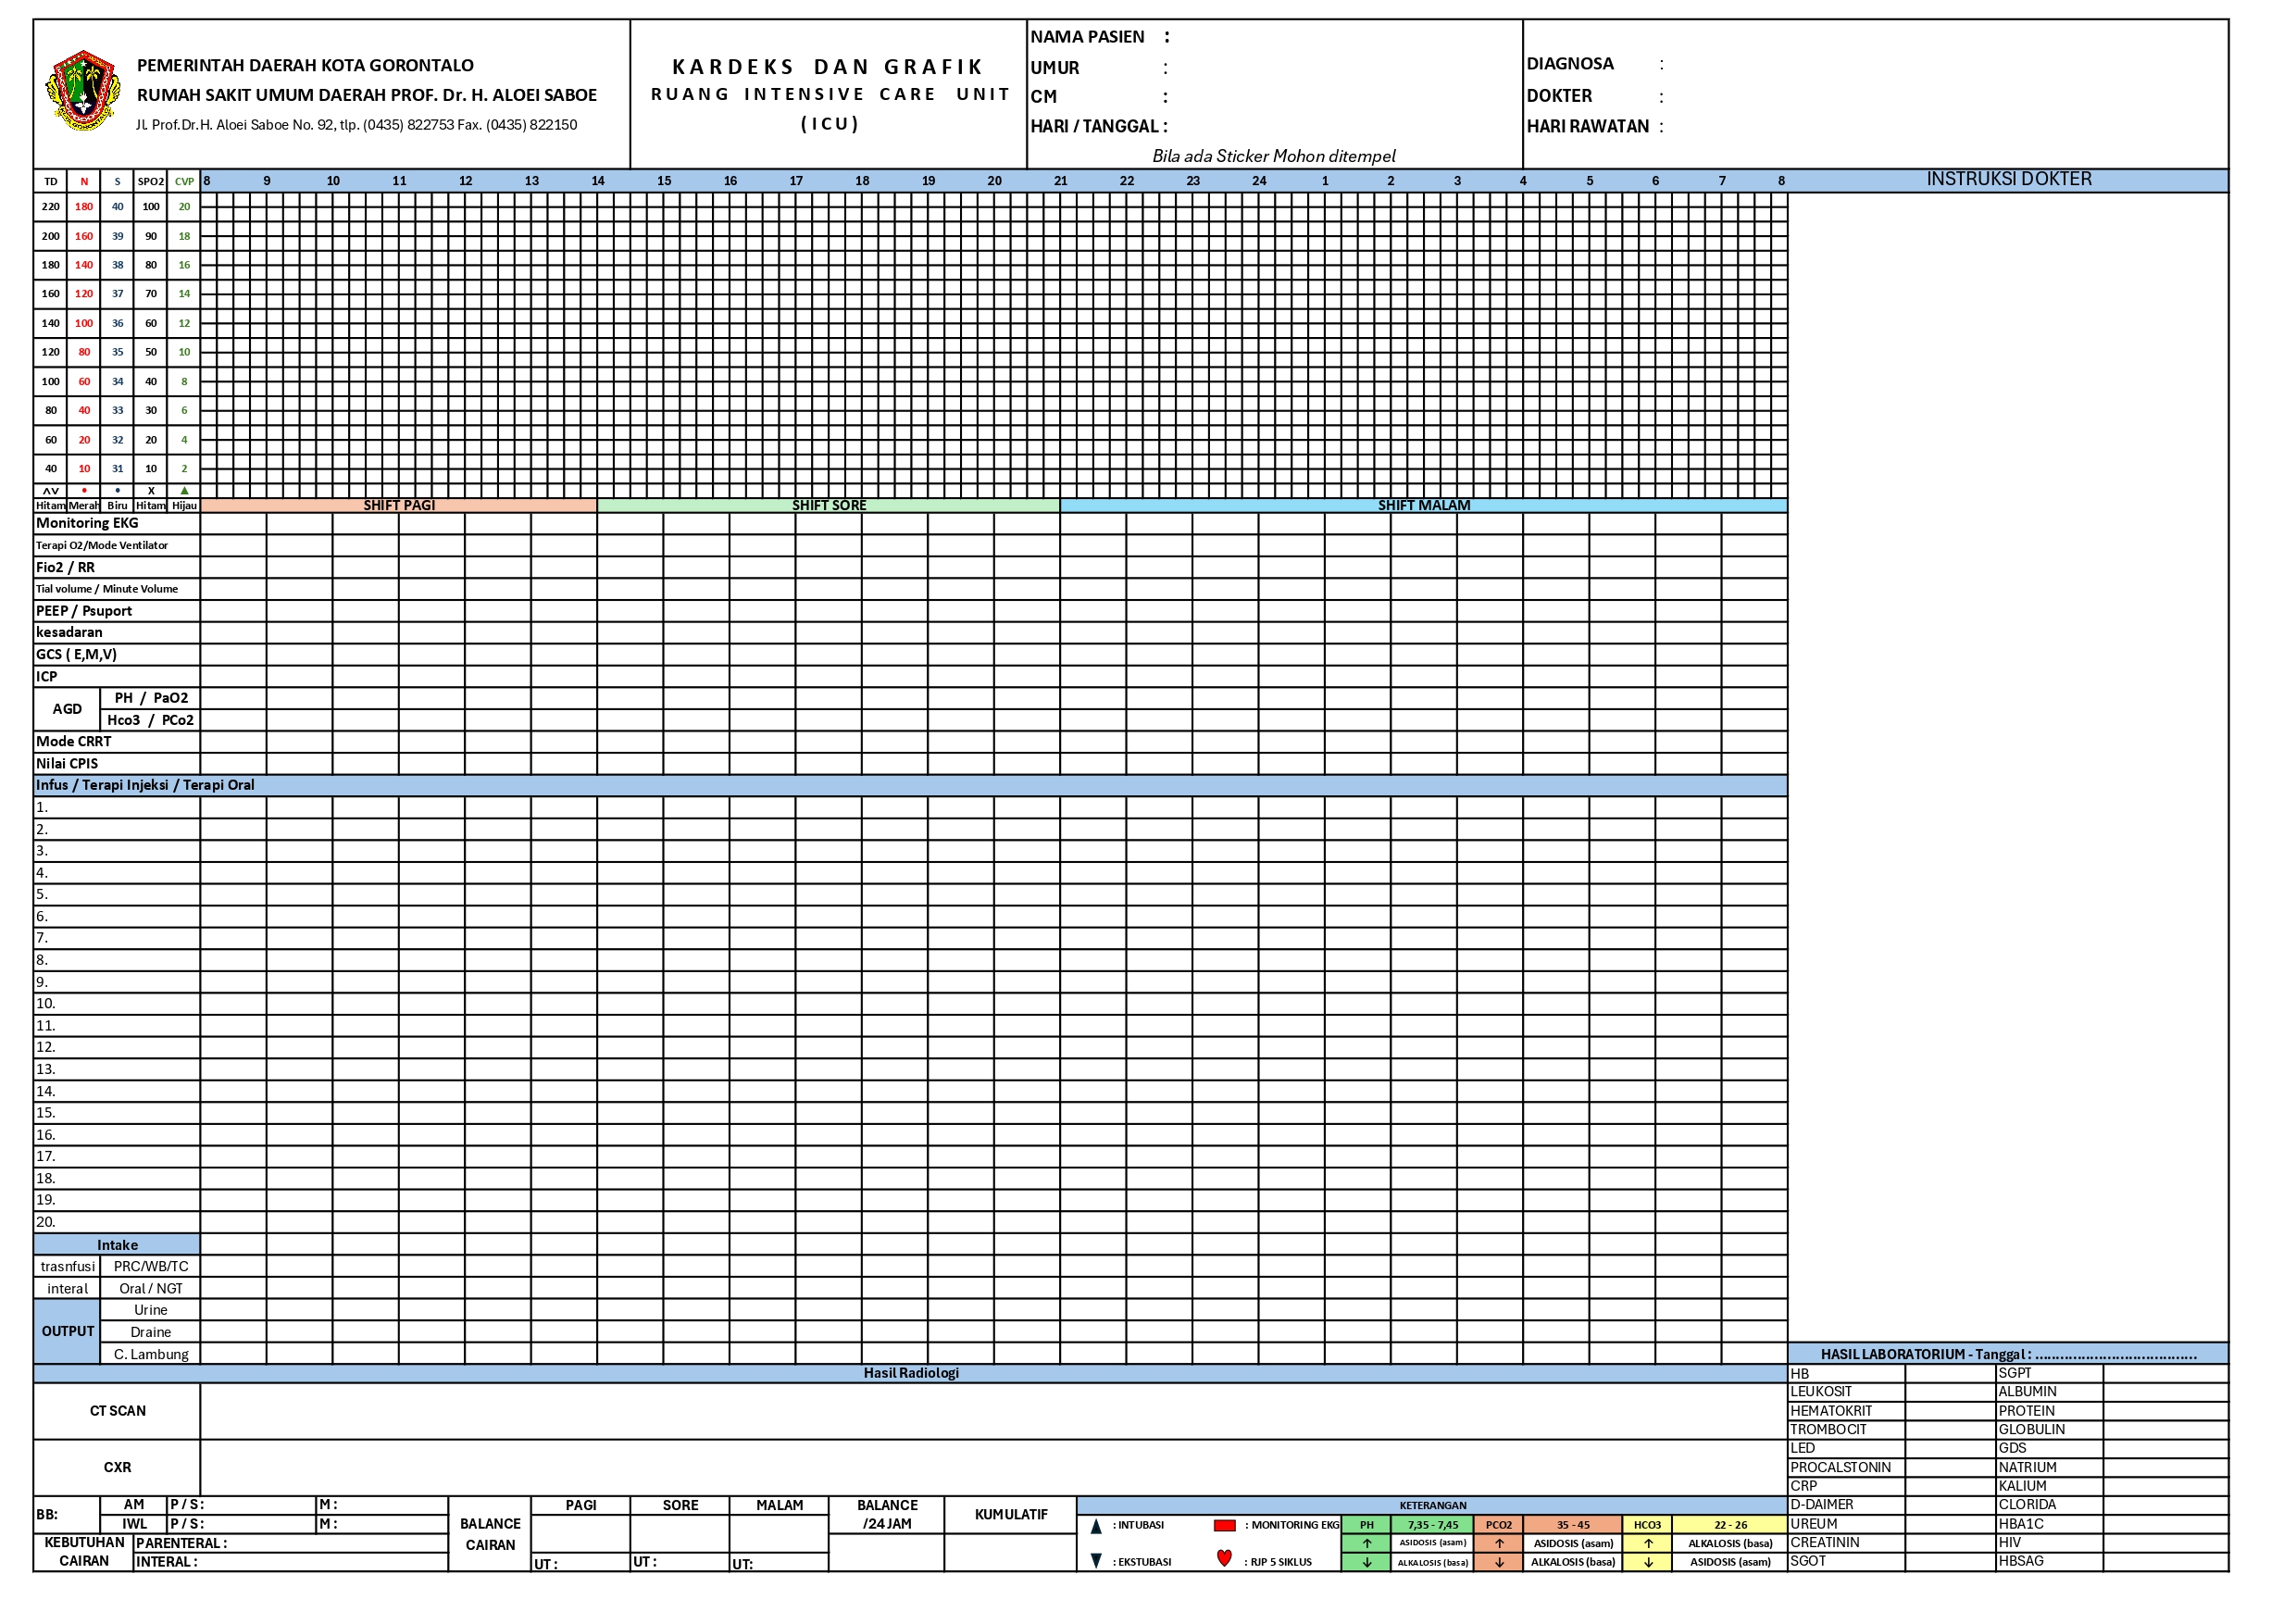 PEMERINTAH DAERAH KOTA GORONTALO
RUMAH SAKIT UMUM DAERAH PROF. Dr. H. ALOEI SABOE
Jl. Prof.Dr.H. Aloei Saboe No. 92, tlp. (0435) 822753 Fax. (0435) 822150
KARDEKS DAN GRAFIK
RUANG INTENSIVE CARE UNIT
(ICU)
NAMA PASIEN :
UMUR :
CM :
HARI / TANGGAL :
Bila ada Sticker Mohon ditempel
DIAGNOSA :
DOKTER :
HARI RAWATAN :
TD N S SPO2 CVP 8 9 10 11 12 13 14 15 16 17 18 19 20 21 22 23 24 1 2 3 4 5 6 7 8 INSTRUKSI DOKTER
220 180 40 100 20
200 160 39 90 18
180 140 38 80 16
160 120 37 70 14
140 100 36 60 12
120 80 35 50 10
100 60 34 40 8
80 40 33 30 6
60 20 32 20 4
40 10 31 10 2
ΛV • • X ▲
Hitam Merah Biru Hitam Hijau SHIFT PAGI SHIFT SORE SHIFT MALAM
Monitoring EKG
Terapi O2/Mode Ventilator
Fio2 / RR
Tial volume / Minute Volume
PEEP / Psuport
kesadaran
GCS ( E,M,V)
ICP
AGD
PH / PaO2
Hco3 / PCo2
Mode CRRT
Nilai CPIS
Infus / Terapi Injeksi / Terapi Oral
1.
2.
3.
4.
5.
6.
7.
8.
9.
10.
11.
12.
13.
14.
15.
16.
17.
18.
19.
20.
Intake
trasnfusi PRC/WB/TC
interal Oral / NGT
OUTPUT
Urine
Draine
C. Lambung
Hasil Radiologi
CT SCAN
CXR
HASIL LABORATORIUM - Tanggal : ......................................
HB SGPT
LEUKOSIT ALBUMIN
HEMATOKRIT PROTEIN
TROMBOCIT GLOBULIN
LED GDS
PROCALSTONIN NATRIUM
CRP KALIUM
D-DAIMER CLORIDA
UREUM HBA1C
CREATININ HIV
SGOT HBSAG
BB:
AM P / S : M :
IWL P / S : M :
KEBUTUHAN CAIRAN
PARENTERAL :
INTERAL :
BALANCE CAIRAN
PAGI SORE MALAM
UT : UT : UT:
BALANCE /24 JAM
KUMULATIF
KETERANGAN
▲ : INTUBASI
: MONITORING EKG
▼ : EKSTUBASI
: RJP 5 SIKLUS
PH 7,35 - 7,45 PCO2 35 - 45 HCO3 22 - 26
↑ ASIDOSIS (asam) ↑ ASIDOSIS (asam) ↑ ALKALOSIS (basa)
↓ ALKALOSIS (basa) ↓ ALKALOSIS (basa) ↓ ASIDOSIS (asam)